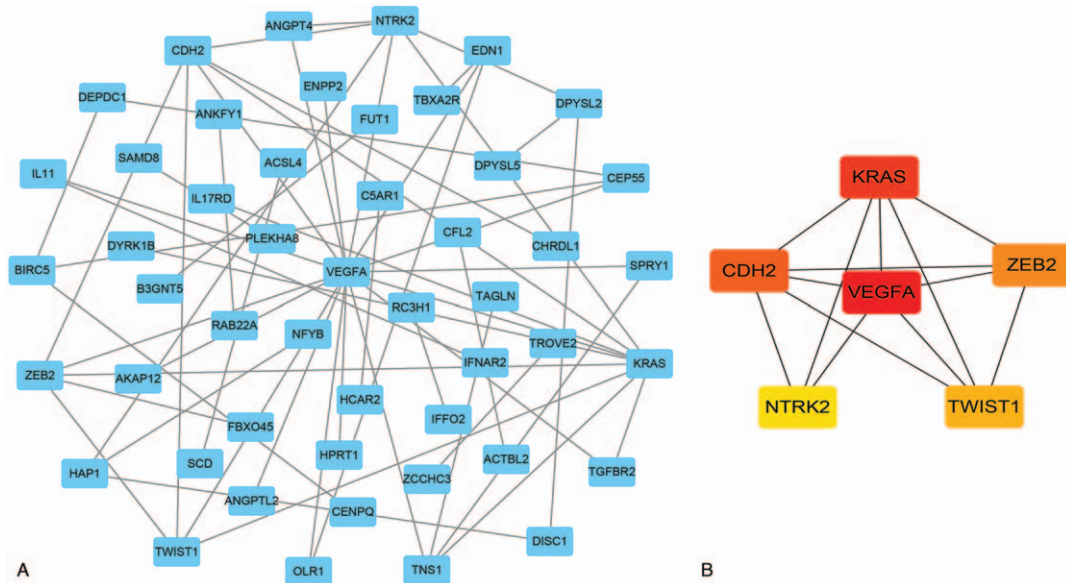 ANGPT4
NTRK2
CDH2
EDN1
ENPP2
DEPDC1
TBXA2R
DPYSL2
ANKFY1
FUT1
SAMD8
ACSL4
DPYSL5
IL11
CEP55
IL17RD
C5AR1
DYRK1B
PLEKHA8
CFL2
CHRDL1
BIRC5
VEGFA
SPRY1
B3GNT5
RC3H1
TAGLN
RAB22A
NFYB
TROVE2
IFNAR2
KRAS
ZEB2
AKAP12
HCAR2
IFFO2
FBXO45
HPRT1
ACTBL2
SCD
HAP1
ZCCHC3
TGFBR2
ANGPTL2
CENPQ
DISC1
TWIST1
OLR1
TNS1
A
KRAS
CDH2
ZEB2
VEGFA
NTRK2
TWIST1
B